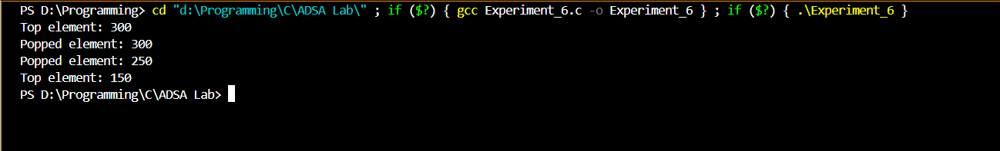 PS D:\Programming> cd "d:\Programming\C\ADSA Lab\" ; if ($?) { gcc Experiment_6.c -o Experiment_6 } ; if ($?) { .\Experiment_6 }
Top element: 300
Popped element: 300
Popped element: 250
Top element: 150
PS D:\Programming\C\ADSA Lab>